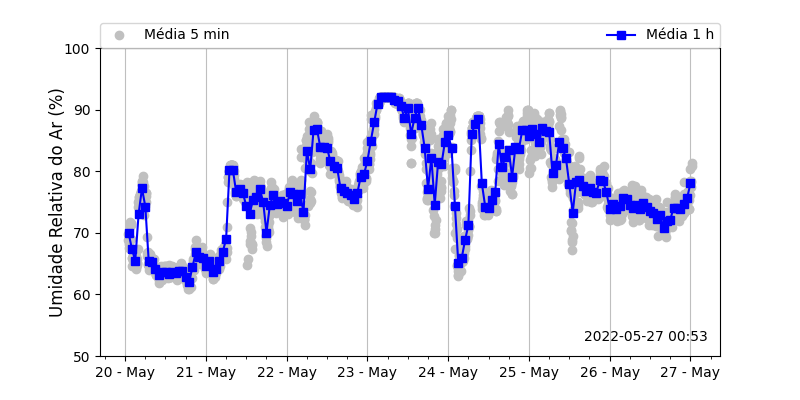 Média 5 min
Média 1 h
Umidade Relativa do Ar (%)
100
90
80
70
60
50
2022-05-27 00:53
20 - May
21 - May
22 - May
23 - May
24 - May
25 - May
26 - May
27 - May